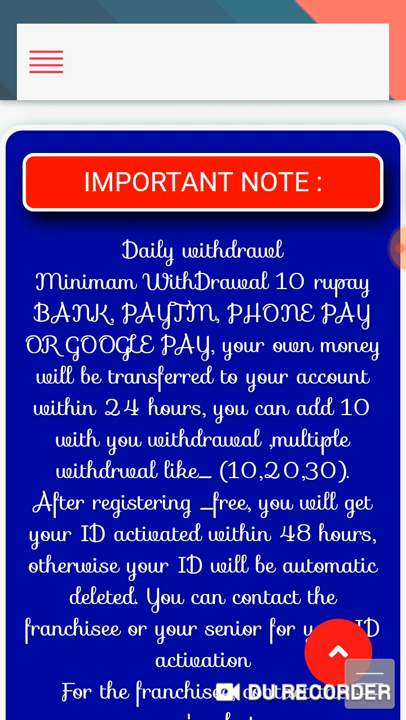 IMPORTANT NOTE :
Daily withdrawl
Minimam WithDrawal 10 rupay
BANK, PAYTM, PHONE PAY
OR GOOGLE PAY, your own money
will be transferred to your account
within 24 hours, you can add 10
with you withdrawal ,multiple
withdrwal like_ (10,20,30).
After registering _free, you will get
your ID activated within 48 hours,
otherwise your ID will be automatic
deleted. You can contact the
franchisee or your senior for ID
activation
For the
DU RECORDER